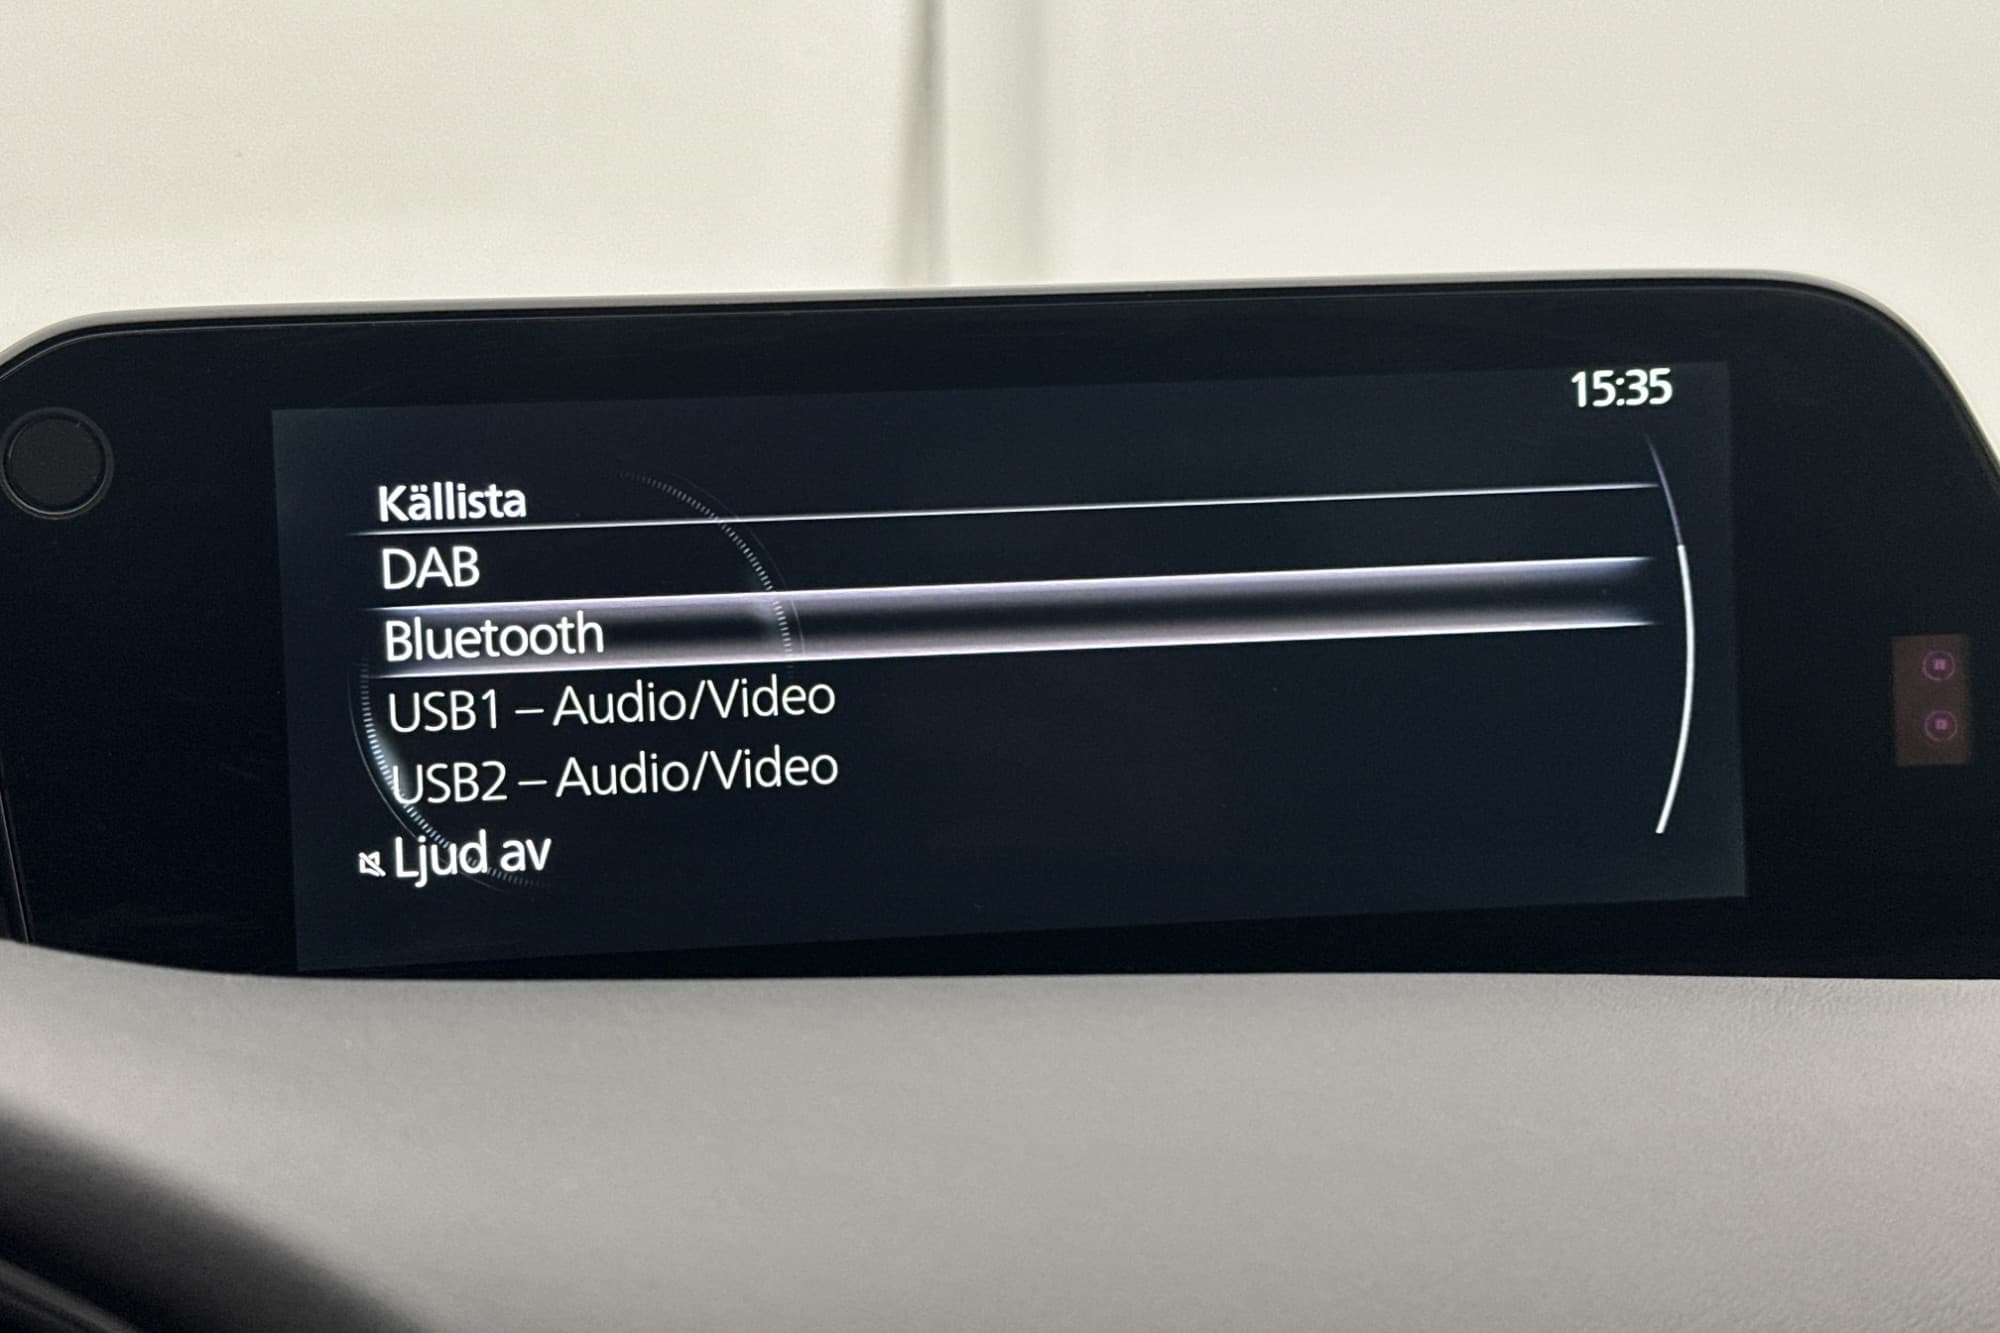 15:35
Källista
DAB
Bluetooth
USB1 – Audio/Video
USB2 – Audio/Video
Ljud av